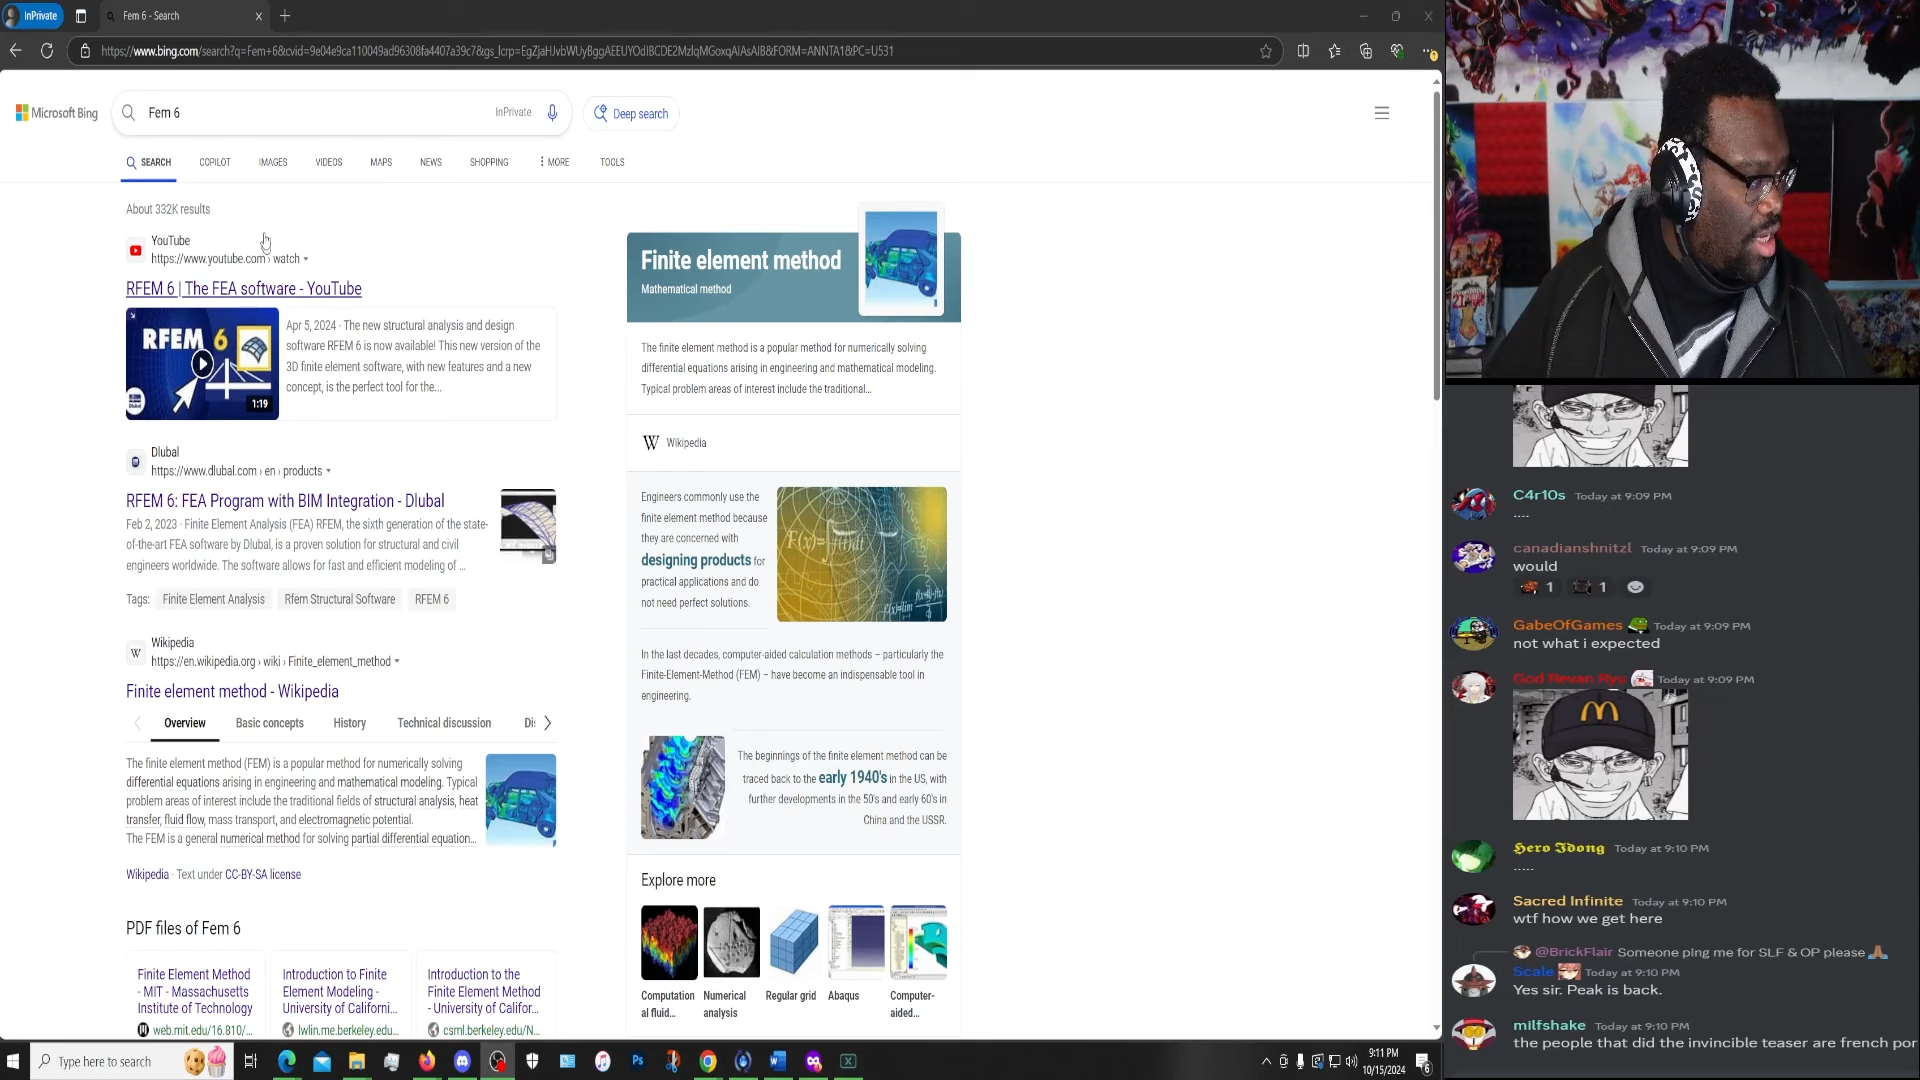 InPrivate
Fem 6 - Search
https://www.bing.com/search?q=Fem+6&cvid=9e04e9ca110049ad96308fa4407a39c7&gs_lcrp=EgZjaHJvbWUyBggAEEUYOdIBCDE2MzlqMGoxqAIAsAIB&FORM=ANNTA1&PC=U531
Microsoft Bing
Fem 6
InPrivate
Deep search
SEARCH COPILOT IMAGES VIDEOS MAPS NEWS SHOPPING MORE TOOLS
About 332K results
YouTube
https://www.youtube.com › watch
RFEM 6 | The FEA software - YouTube
RFEM 6
1:19
Apr 5, 2024 · The new structural analysis and design
software RFEM 6 is now available! This new version of the
3D finite element software, with new features and a new
concept, is the perfect tool for the...
Dlubal
https://www.dlubal.com › en › products
RFEM 6: FEA Program with BIM Integration - Dlubal
Feb 2, 2023 · Finite Element Analysis (FEA) RFEM, the sixth generation of the state-
of-the-art FEA software by Dlubal, is a proven solution for structural and civil
engineers worldwide. The software allows for fast and efficient modeling of ...
Tags: Finite Element Analysis Rfem Structural Software RFEM 6
Wikipedia
https://en.wikipedia.org › wiki › Finite_element_method
Finite element method - Wikipedia
Overview Basic concepts History Technical discussion
The finite element method (FEM) is a popular method for numerically solving
differential equations arising in engineering and mathematical modeling. Typical
problem areas of interest include the traditional fields of structural analysis, heat
transfer, fluid flow, mass transport, and electromagnetic potential.
The FEM is a general numerical method for solving partial differential equation...
Wikipedia · Text under CC-BY-SA license
PDF files of Fem 6
Finite Element Method
- MIT - Massachusetts
Institute of Technology
web.mit.edu/16.810/...
Introduction to Finite
Element Modeling -
University of Californi...
lwlin.me.berkeley.edu...
Introduction to the
Finite Element Method
- University of Califor...
csml.berkeley.edu/N...
Finite element method
Mathematical method
The finite element method is a popular method for numerically solving
differential equations arising in engineering and mathematical modeling.
Typical problem areas of interest include the traditional...
Wikipedia
Engineers commonly use the
finite element method because
they are concerned with
designing products for
practical applications and do
not need perfect solutions.
In the last decades, computer-aided calculation methods – particularly the
Finite-Element-Method (FEM) – have become an indispensable tool in
engineering.
The beginnings of the finite element method can be
traced back to the early 1940's in the US, with
further developments in the 50's and early 60's in
China and the USSR.
Explore more
Computation
al fluid...
Numerical
analysis
Regular grid
Abaqus
Computer-
aided...
C4r10s Today at 9:09 PM
....
canadianshnitzl Today at 9:09 PM
would
1 1
GabeOfGames Today at 9:09 PM
not what i expected
God Revan Ryu Today at 9:09 PM
Hero Idong Today at 9:10 PM
.....
Sacred Infinite Today at 9:10 PM
wtf how we get here
@BrickFlair Someone ping me for SLF & OP please
Scale Today at 9:10 PM
Yes sir. Peak is back.
milfshake Today at 9:10 PM
the people that did the invincible teaser are french por
Type here to search
9:11 PM
10/15/2024
6